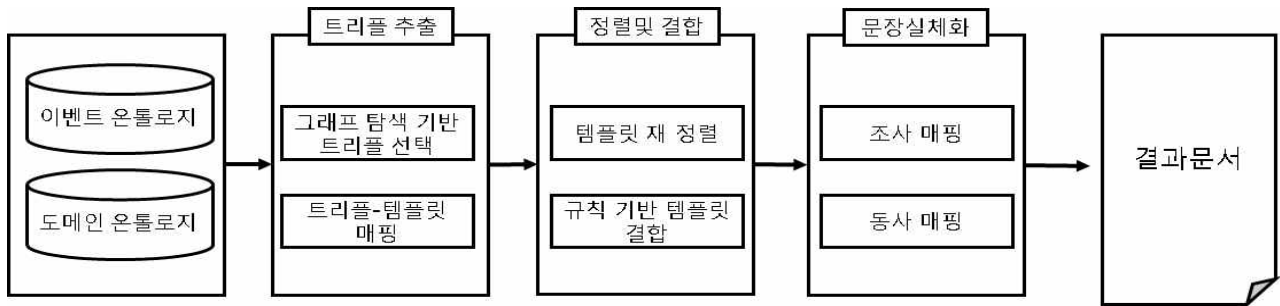 이벤트 온톨로지
도메인 온톨로지
트리플 추출
그래프 탐색 기반
트리플 선택
트리플-템플릿
매핑
정렬및 결합
템플릿 재 정렬
규칙 기반 템플릿
결합
문장실체화
조사 매핑
동사 매핑
결과문서